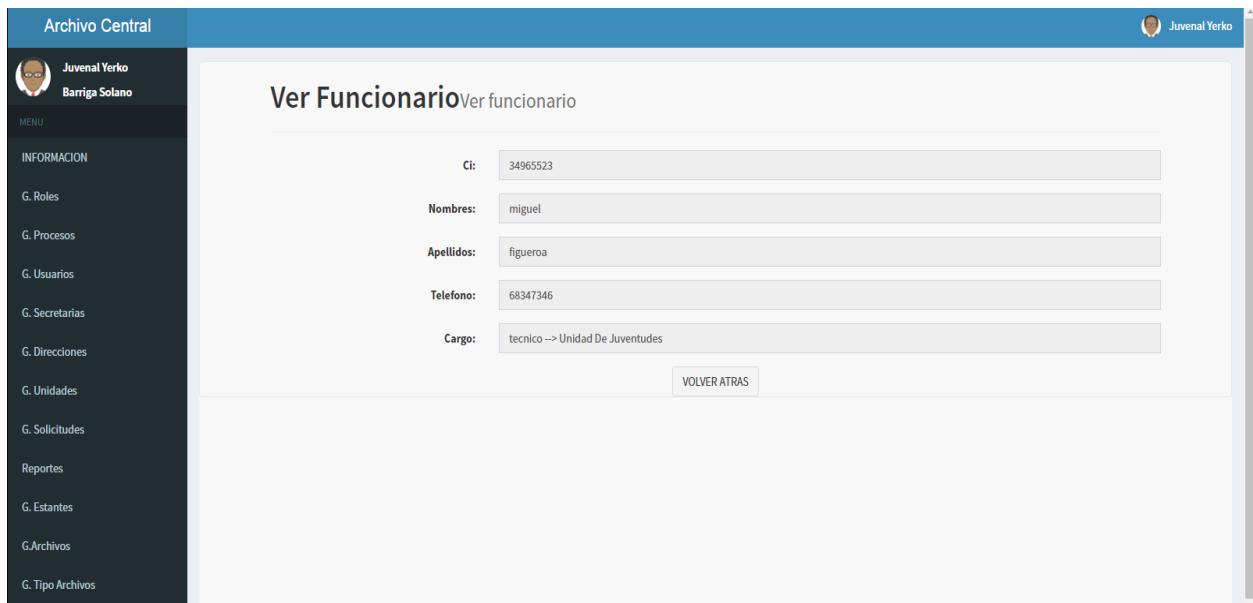 Archivo Central
Juvenal Yerko
Juvenal Yerko
Barriga Solano
MENU
INFORMACION
G. Roles
G. Procesos
G. Usuarios
G. Secretarias
G. Direcciones
G. Unidades
G. Solicitudes
Reportes
G. Estantes
G.Archivos
G. Tipo Archivos
Ver FuncionarioVer funcionario
Ci: 34965523
Nombres: miguel
Apellidos: figueroa
Telefono: 68347346
Cargo: tecnico --> Unidad De Juventudes
VOLVER ATRAS